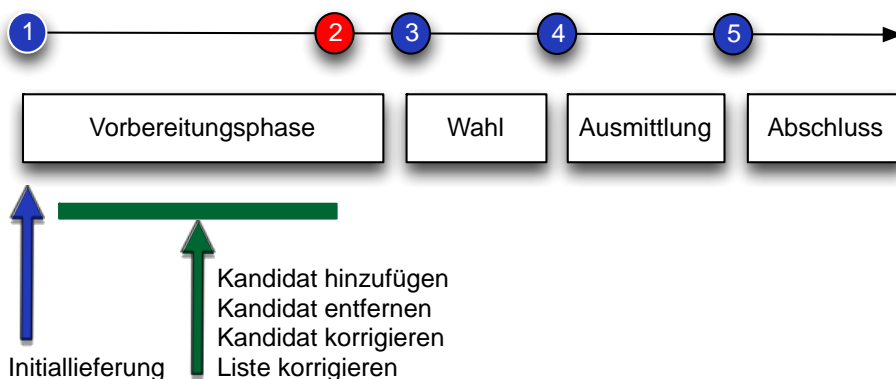 1 2 3 4 5
Vorbereitungsphase Wahl Ausmittlung Abschluss
Kandidat hinzufügen
Kandidat entfernen
Kandidat korrigieren
Initiallieferung Liste korrigieren